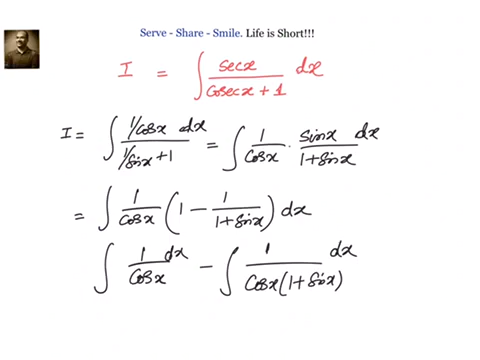 Serve - Share - Smile. Life is Short!!!
I = ∫ secx / (cosecx + 1) dx
I = ∫ (1/cosx dx) / (1/sinx + 1) = ∫ 1/cosx · sinx / (1+sinx) dx
= ∫ 1/cosx (1 - 1/(1+sinx)) dx
∫ 1/cosx dx - ∫ 1 / (cosx(1+sinx)) dx